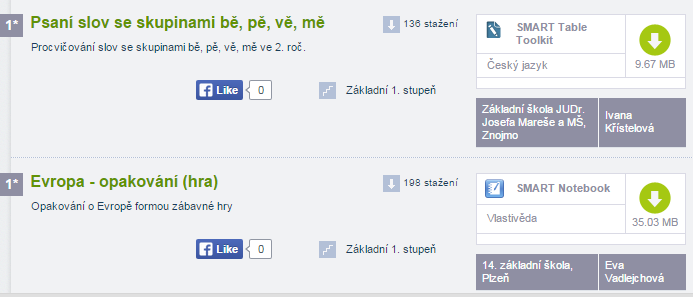 1*
Psaní slov se skupinami bě, pě, vě, mě
136 stažení
Procvičování slov se skupinami bě, pě, vě, mě ve 2. roč.
Like 0
Základní 1. stupeň
SMART Table
Toolkit
Český jazyk
9.67 MB
Základní škola JUDr.
Josefa Mareše a MŠ,
Znojmo
Ivana
Křístelová
1*
Evropa - opakování (hra)
198 stažení
Opakování o Evropě formou zábavné hry
Like 0
Základní 1. stupeň
SMART Notebook
Vlastivěda
35.03 MB
14. základní škola,
Plzeň
Eva
Vadlejchová